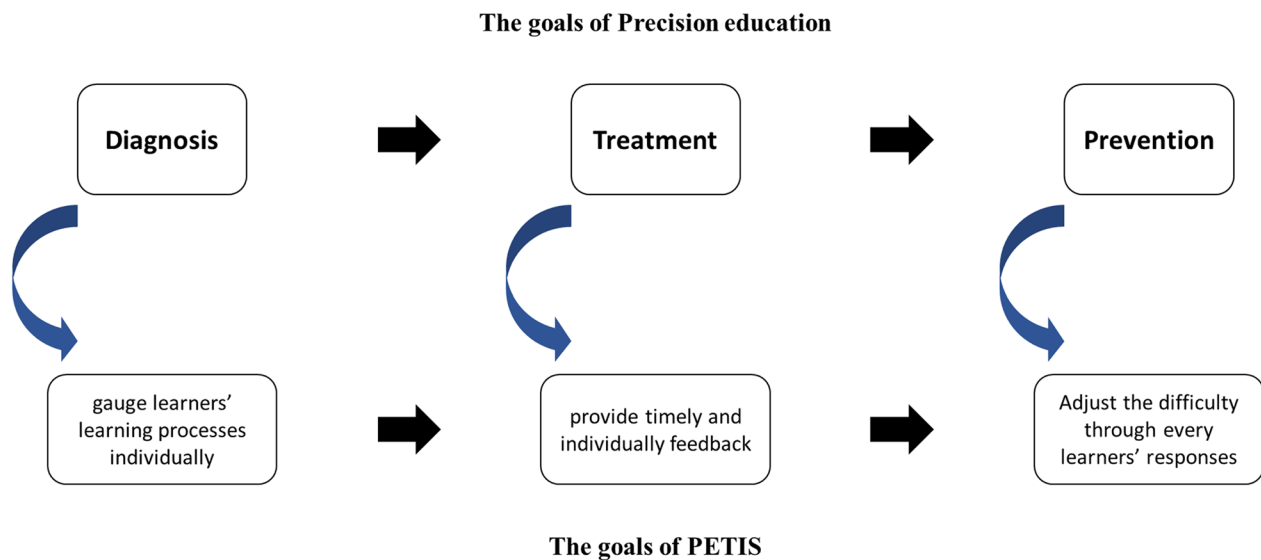 The goals of Precision education
Diagnosis
Treatment
Prevention
gauge learners'
learning processes
individually
provide timely and
individually feedback
Adjust the difficulty
through every
learners' responses
The goals of PETIS